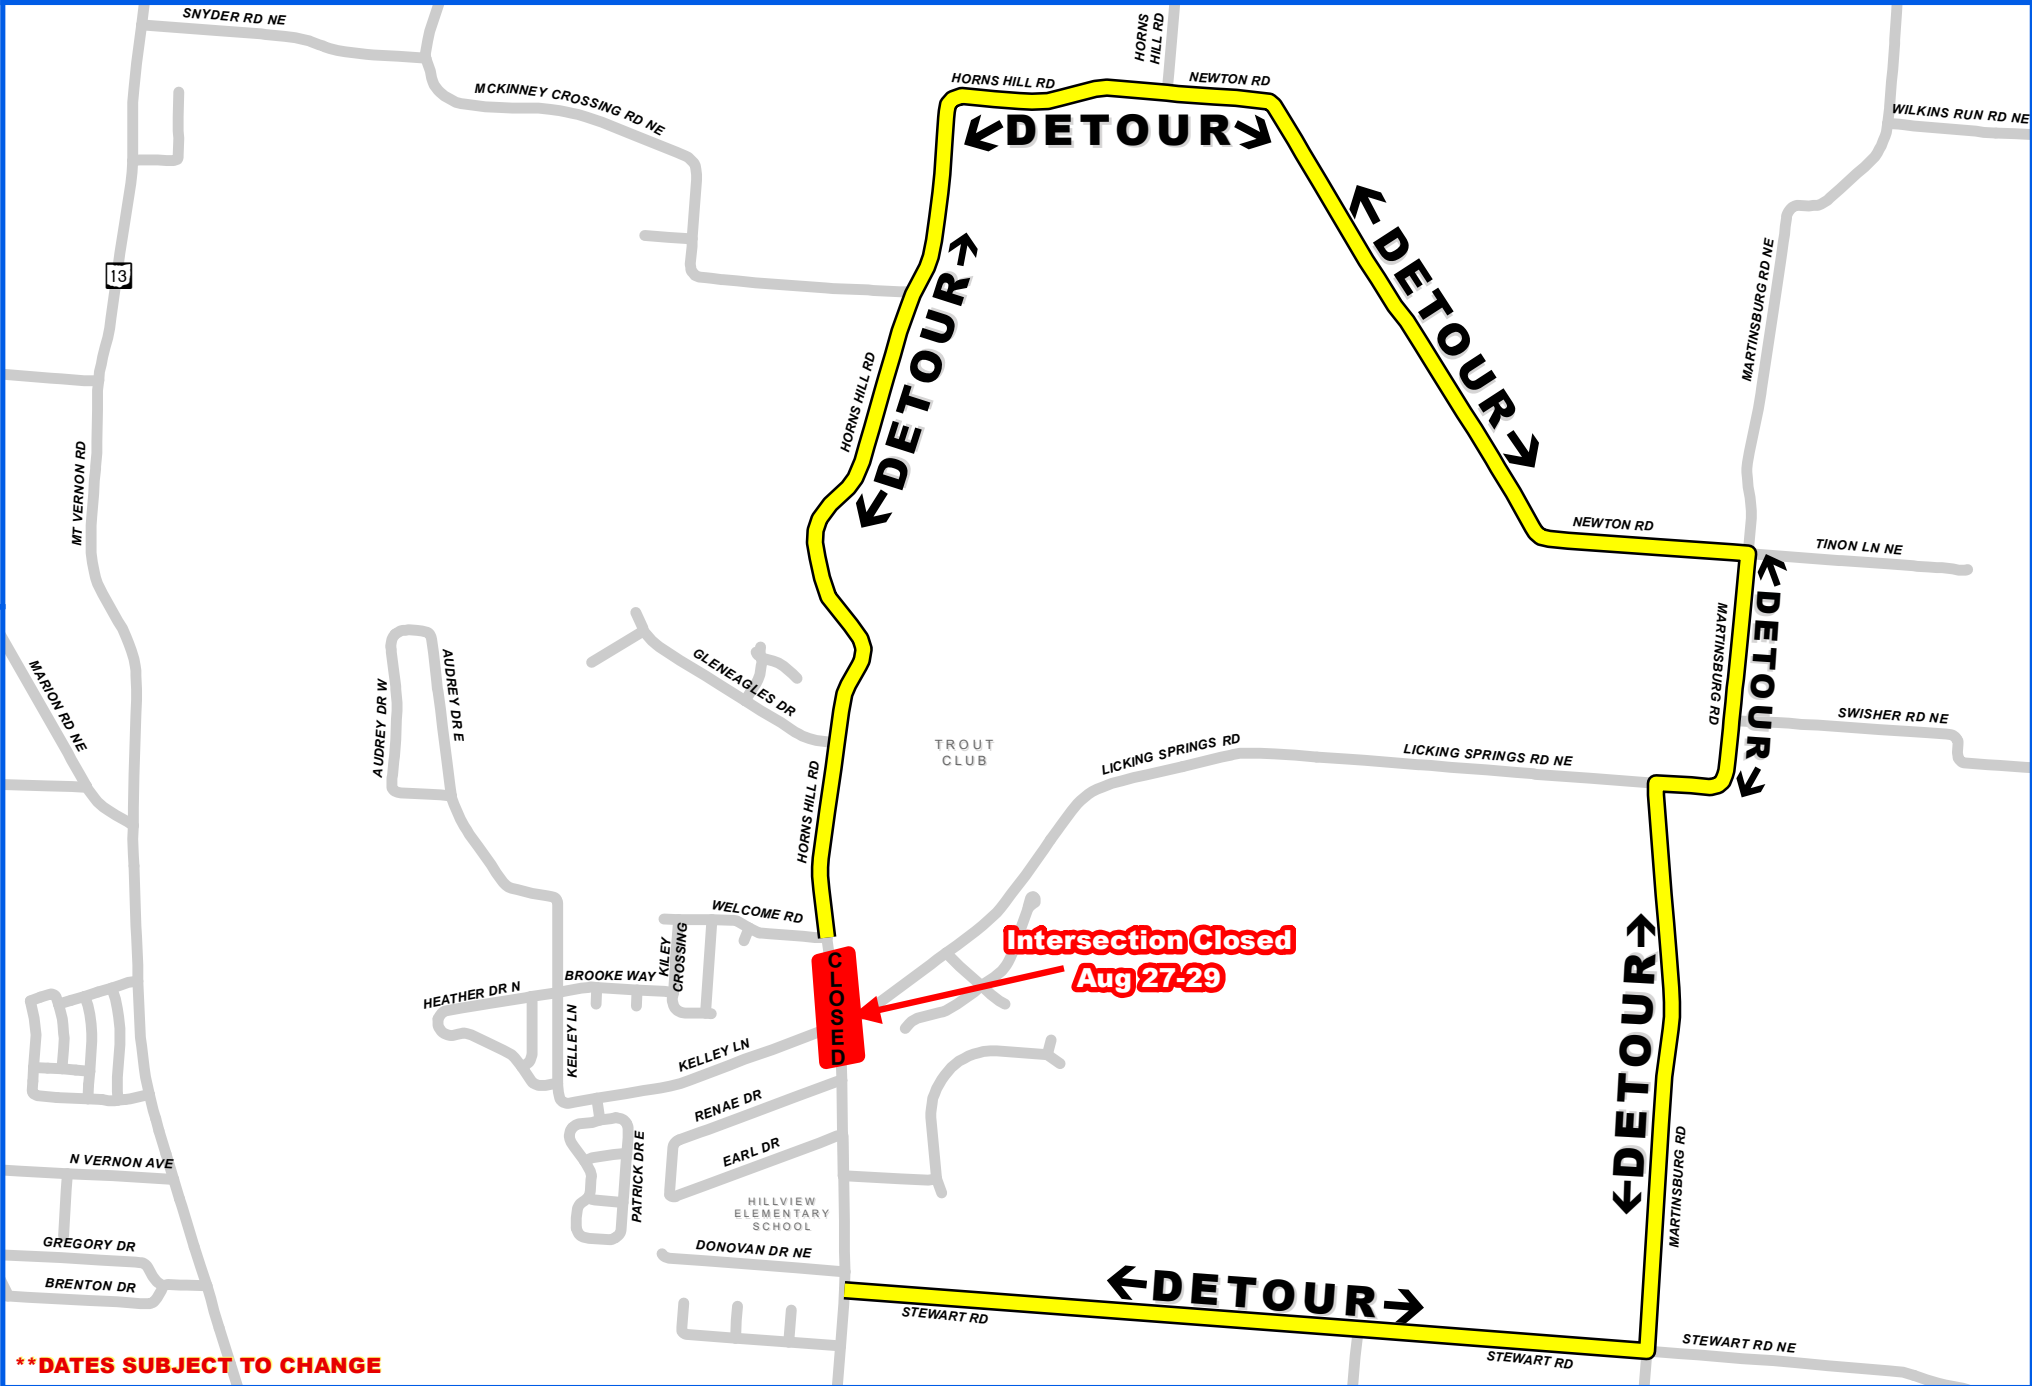 SNYDER RD NE
HORNS
HILL RD
MCKINNEY CROSSING RD NE
HORNS HILL RD
NEWTON RD
WILKINS RUN RD NE
DETOUR
13
DETOUR
DETOUR
MARTINSBURG RD NE
HORNS HILL RD
MT VERNON RD
NEWTON RD
TINON LN NE
DETOUR
MARTINSBURG RD
MARION RD NE
AUDREY DR W
AUDREY DR E
GLENEAGLES DR
SWISHER RD NE
TROUT
CLUB
LICKING SPRINGS RD
LICKING SPRINGS RD NE
HORNS HILL RD
WELCOME RD
KILEY
CROSSING
Intersection Closed
Aug 27-29
CLOSED
BROOKE WAY
HEATHER DR N
KELLEY LN
KELLEY LN
DETOUR
RENAE DR
EARL DR
PATRICK DR E
MARTINSBURG RD
N VERNON AVE
HILLVIEW
ELEMENTARY
SCHOOL
GREGORY DR
DONOVAN DR NE
BRENTON DR
DETOUR
STEWART RD
STEWART RD
STEWART RD NE
**DATES SUBJECT TO CHANGE